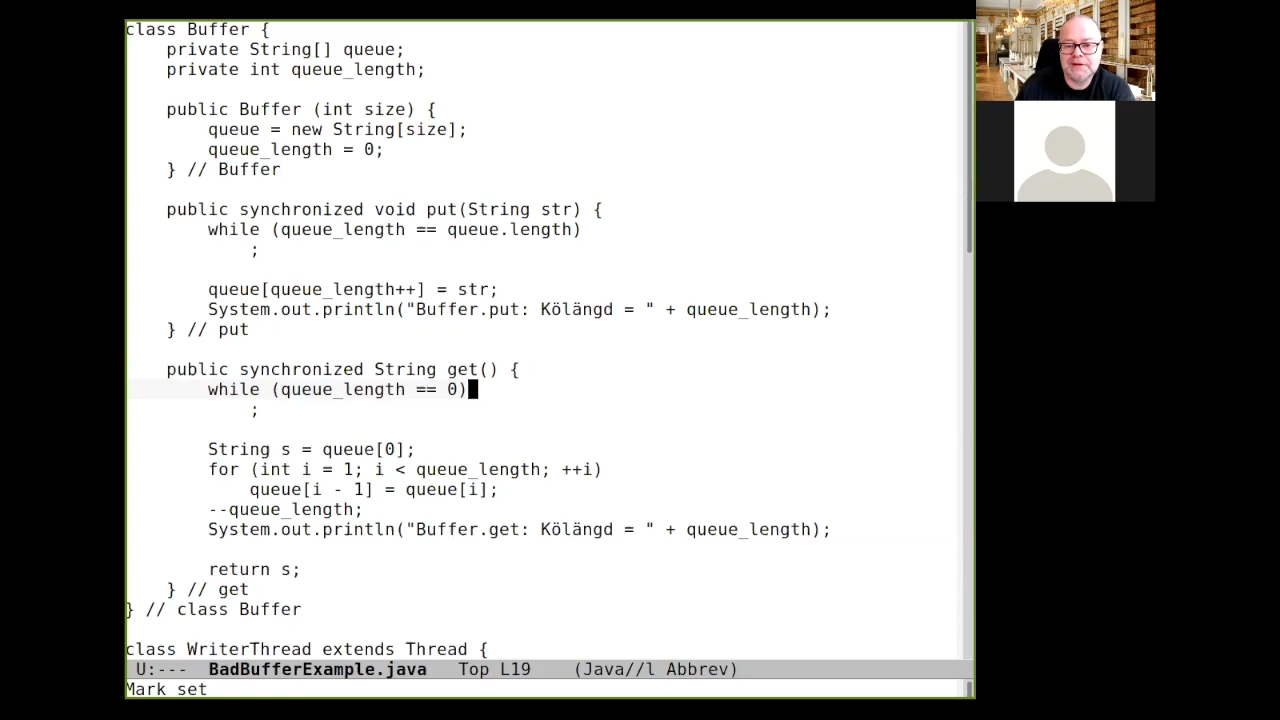 class Buffer {
private String[] queue;
private int queue_length;
public Buffer (int size) {
queue = new String[size];
queue_length = 0;
} // Buffer
public synchronized void put(String str) {
while (queue_length == queue.length)
;
queue[queue_length++] = str;
System.out.println("Buffer.put: Kölängd = " + queue_length);
} // put
public synchronized String get() {
while (queue_length == 0)
;
String s = queue[0];
for (int i = 1; i < queue_length; ++i)
queue[i - 1] = queue[i];
--queue_length;
System.out.println("Buffer.get: Kölängd = " + queue_length);
return s;
} // get
} // class Buffer
class WriterThread extends Thread {
U:--- BadBufferExample.java Top L19 (Java//l Abbrev)
Mark set